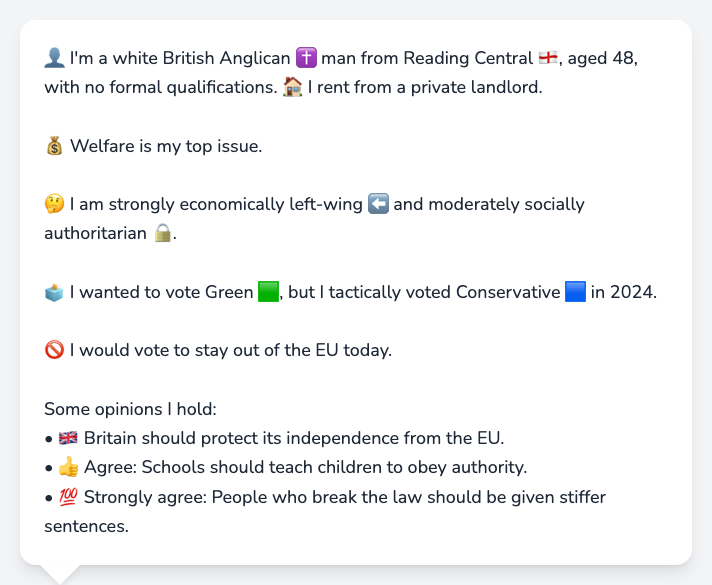 👤 I'm a white British Anglican ✝️ man from Reading Central 🏴󠁧󠁢󠁥󠁮󠁧󠁿, aged 48,
with no formal qualifications. 🏠 I rent from a private landlord.
💰 Welfare is my top issue.
🤔 I am strongly economically left-wing ⬅️ and moderately socially
authoritarian 🔒.
🗳️ I wanted to vote Green 🟩, but I tactically voted Conservative 🟦 in 2024.
🚫 I would vote to stay out of the EU today.
Some opinions I hold:
• 🇬🇧 Britain should protect its independence from the EU.
• 👍 Agree: Schools should teach children to obey authority.
• 💯 Strongly agree: People who break the law should be given stiffer
sentences.